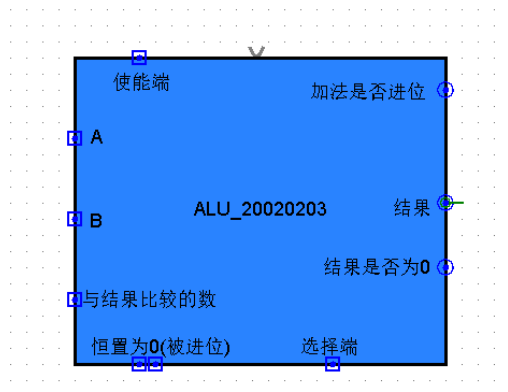 使能端
加法是否进位
A
ALU_20020203
结果
B
结果是否为0
与结果比较的数
恒置为0(被进位)
选择端